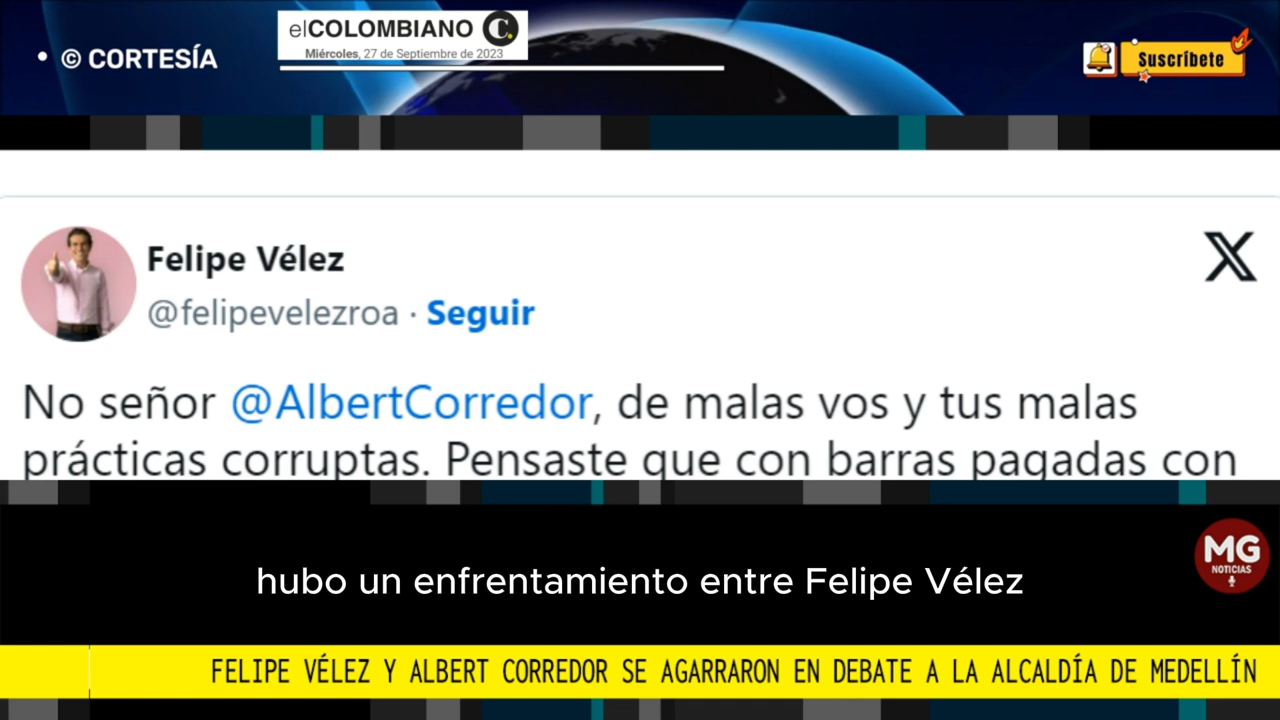 • © CORTESÍA
elCOLOMBIANO C.
Miércoles, 27 de Septiembre de 2023
Suscríbete
Felipe Vélez
@felipevelezroa · Seguir
X
No señor @AlbertCorredor, de malas vos y tus malas
prácticas corruptas. Pensaste que con barras pagadas con
hubo un enfrentamiento entre Felipe Vélez
MG
NOTICIAS
FELIPE VÉLEZ Y ALBERT CORREDOR SE AGARRARON EN DEBATE A LA ALCALDÍA DE MEDELLÍN